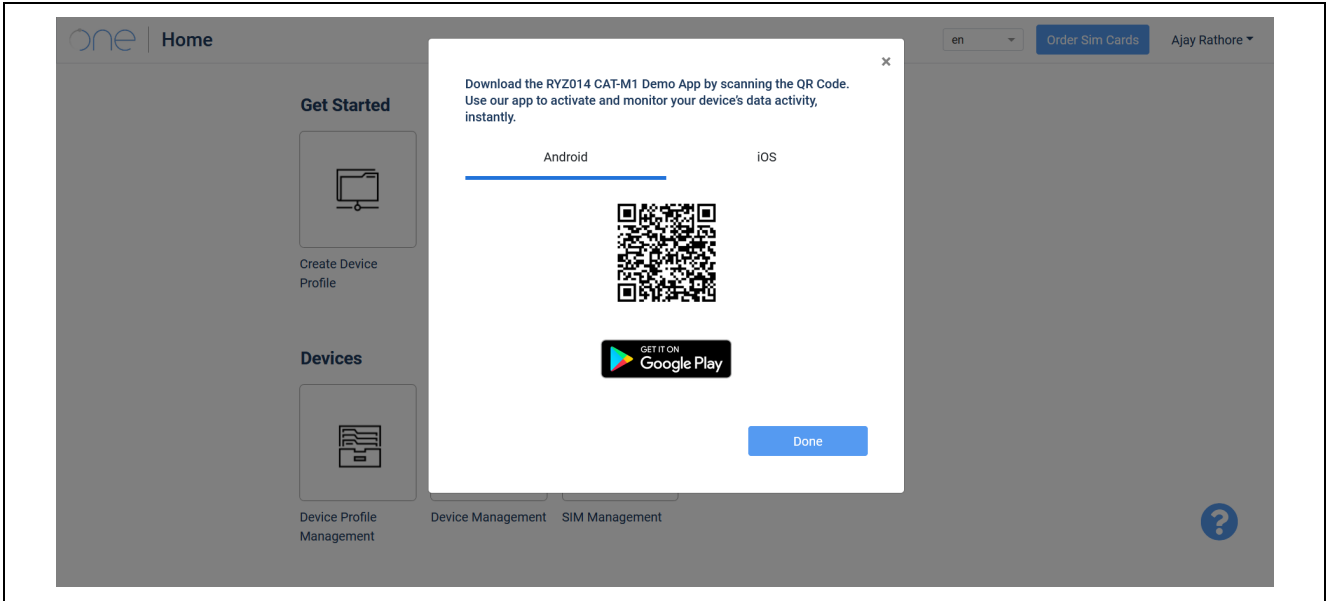 one
Home
en
Order Sim Cards
Ajay Rathore
Download the RYZ014 CAT-M1 Demo App by scanning the QR Code.
Use our app to activate and monitor your device's data activity,
instantly.
Android
iOS
GET IT ON
Google Play
Done
Get Started
Create Device
Profile
Devices
Device Profile
Management
Device Management
SIM Management
?